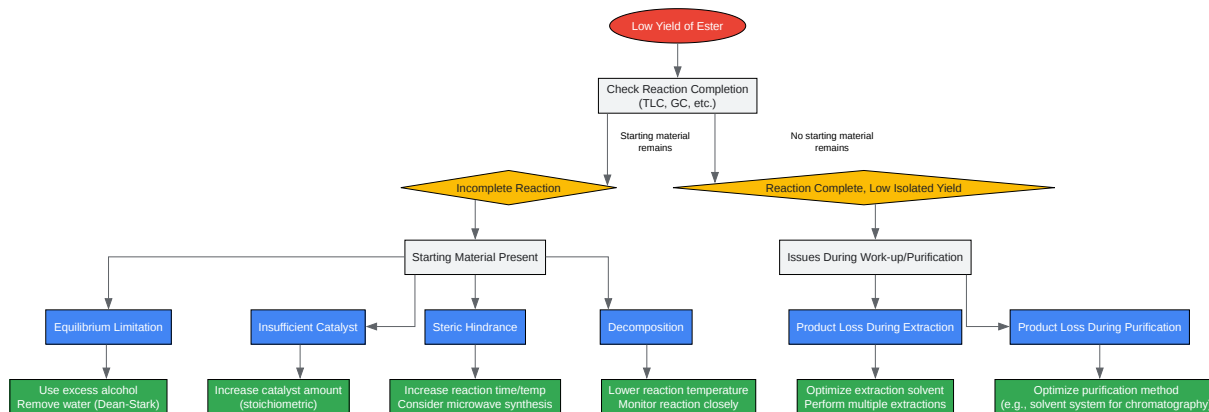 Low Yield of Ester
Check Reaction Completion
(TLC, GC, etc.)
Starting material
remains
No starting material
remains
Incomplete Reaction
Reaction Complete, Low Isolated Yield
Starting Material Present
Issues During Work-up/Purification
Equilibrium Limitation
Insufficient Catalyst
Steric Hindrance
Decomposition
Product Loss During Extraction
Product Loss During Purification
Use excess alcohol
Remove water (Dean-Stark)
Increase catalyst amount
(stoichiometric)
Increase reaction time/temp
Consider microwave synthesis
Lower reaction temperature
Monitor reaction closely
Optimize extraction solvent
Perform multiple extractions
Optimize purification method
(e.g., solvent system for chromatography)